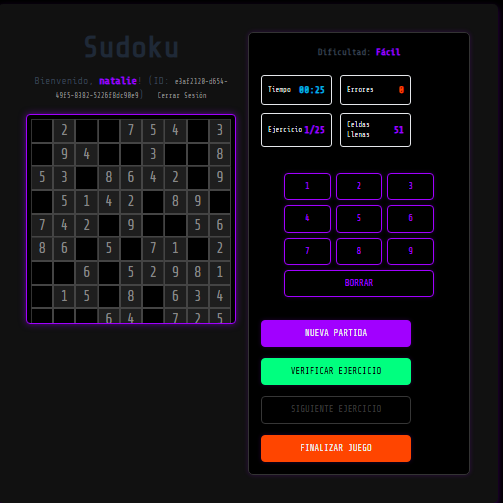 Sudoku
Bienvenido, natalie! (ID: e3af2120-d654-
49f5-8382-5226f8dc90e9) Cerrar Sesión
2 7 5 4 3
9 4 3 8
5 3 8 6 4 2 9
5 1 4 2 8 9
7 4 2 9 5 6
8 6 5 7 1 2
6 5 2 9 8 1
1 5 8 6 3 4
6 4 7 2 5
Dificultad: Fácil
Tiempo 00:25
Errores 0
Ejercicio 1/25
Celdas
Llenas 51
1 2 3
4 5 6
7 8 9
BORRAR
NUEVA PARTIDA
VERIFICAR EJERCICIO
SIGUIENTE EJERCICIO
FINALIZAR JUEGO